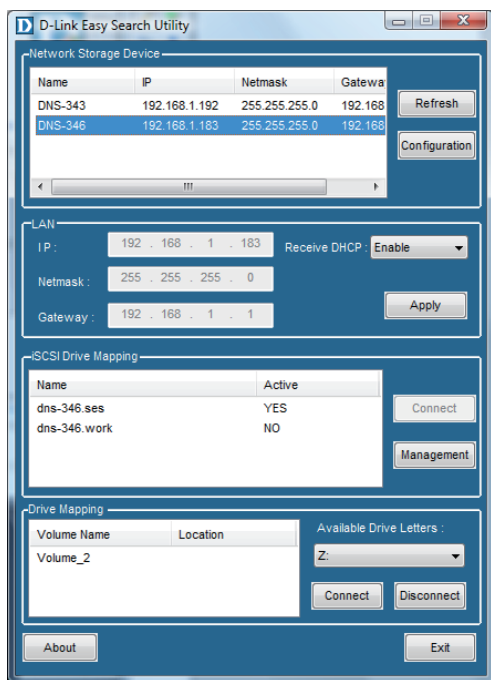 D-Link Easy Search Utility
Network Storage Device
Name IP Netmask Gatewa
DNS-343 192.168.1.192 255.255.255.0 192.168
DNS-346 192.168.1.183 255.255.255.0 192.168
Refresh
Configuration
LAN
IP: 192 . 168 . 1 . 183 Receive DHCP : Enable
Netmask : 255 . 255 . 255 . 0
Gateway : 192 . 168 . 1 . 1
Apply
iSCSI Drive Mapping
Name Active
dns-346.ses YES
dns-346.work NO
Connect
Management
Drive Mapping
Volume Name Location
Volume_2
Available Drive Letters :
Z:
Connect Disconnect
About Exit